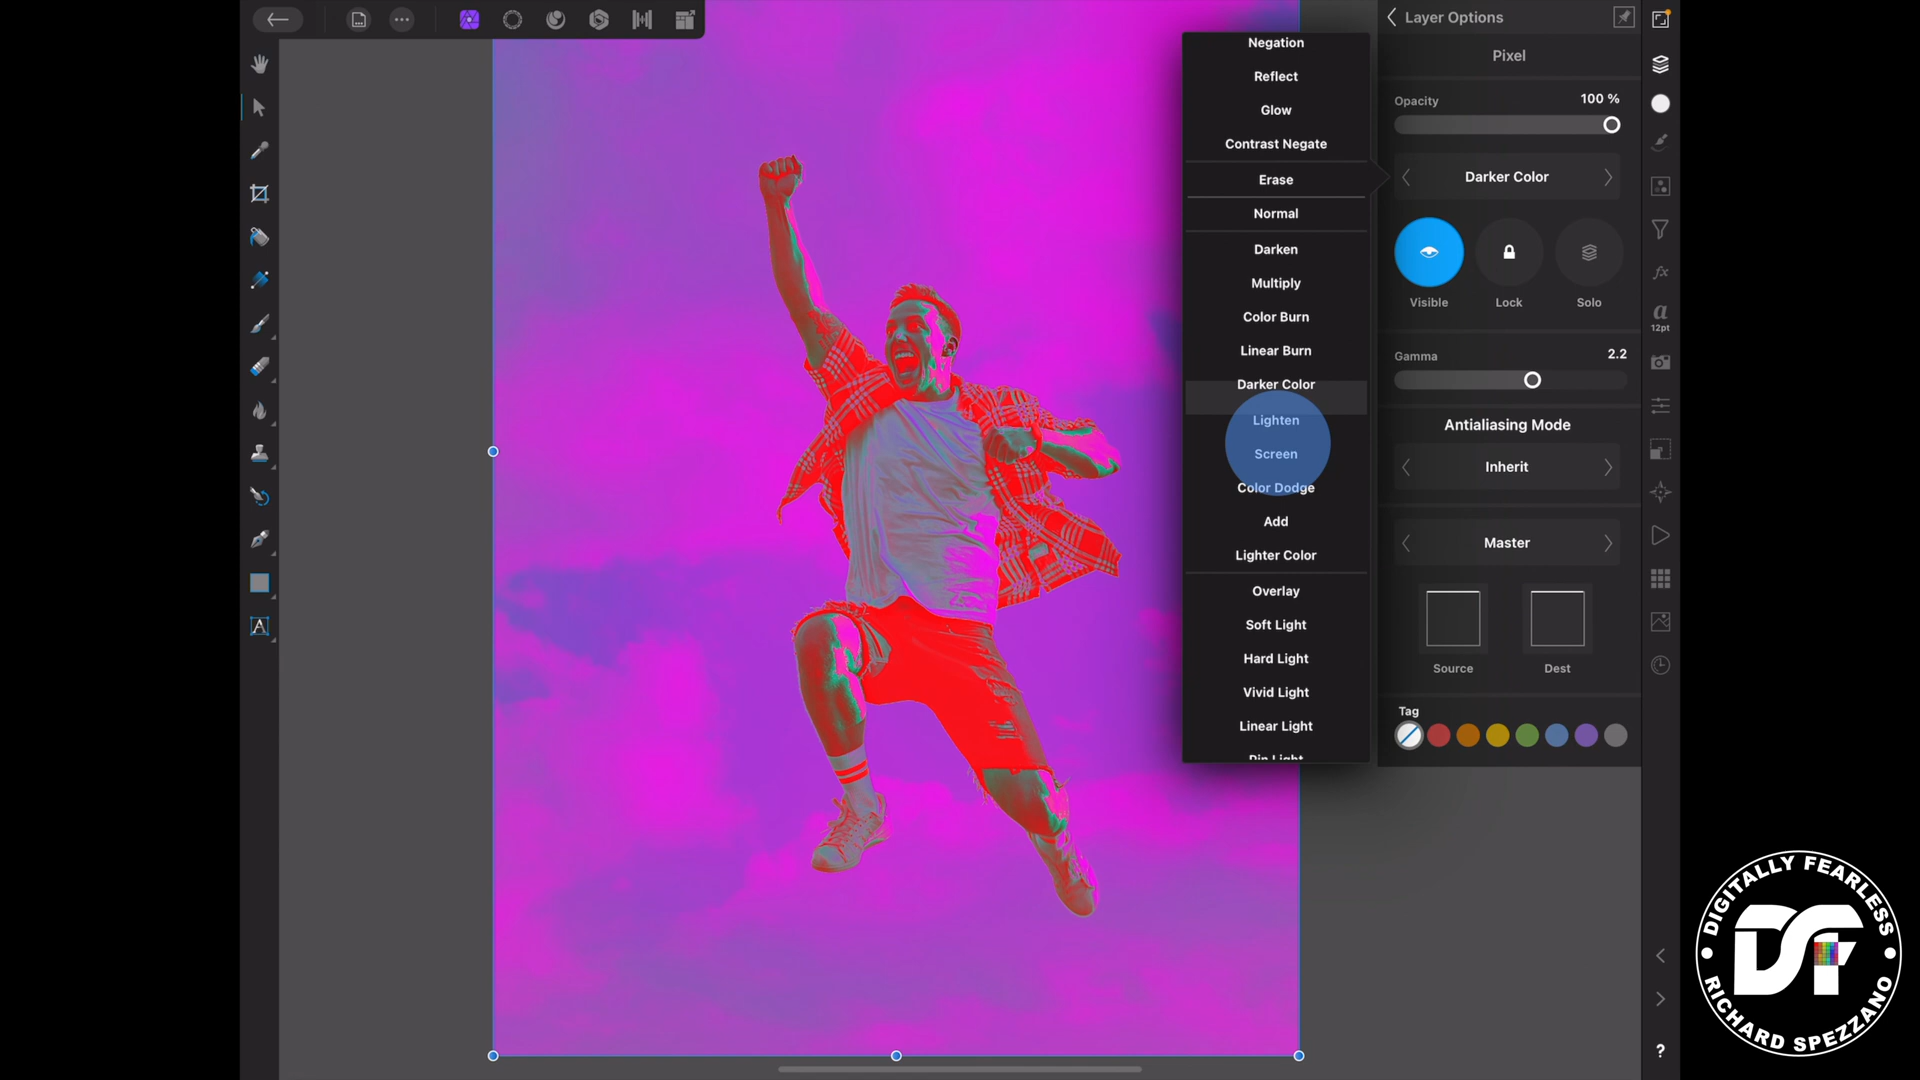 Layer Options
Pixel
Opacity
100 %
Darker Color
Visible
Lock
Solo
Gamma
2.2
Antialiasing Mode
Inherit
Master
Source
Dest
Tag
Negation
Reflect
Glow
Contrast Negate
Erase
Normal
Darken
Multiply
Color Burn
Linear Burn
Darker Color
Lighten
Screen
Color Dodge
Add
Lighter Color
Overlay
Soft Light
Hard Light
Vivid Light
Linear Light
Pin Light
A
fx
a
12pt
?
DIGITALLY FEARLESS
DF
RICHARD SPEZZANO